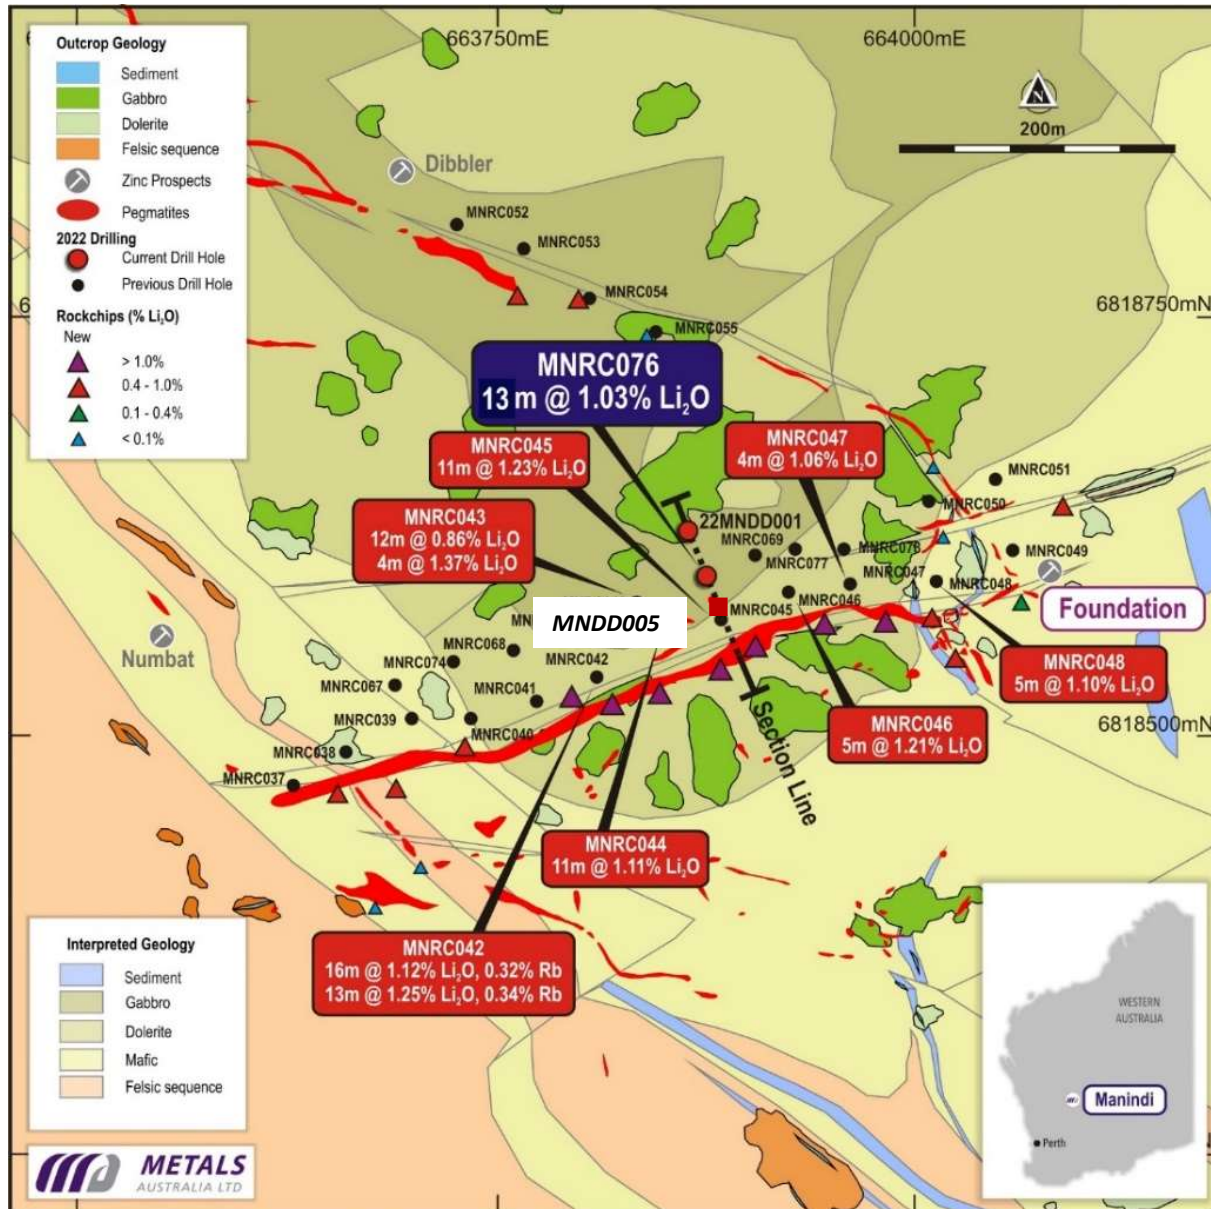 663750mE
664000mE
Outcrop Geology
Sediment
Gabbro
Dolerite
Felsic sequence
Zinc Prospects
Pegmatites
2022 Drilling
Current Drill Hole
Previous Drill Hole
Rockchips (% Li₂O)
New
> 1.0%
0.4 - 1.0%
0.1 - 0.4%
< 0.1%
N
200m
Dibbler
MNRC052
MNRC053
MNRC054
MNRC055
6818750mN
MNRC076
13 m @ 1.03% Li₂O
MNRC045
11m @ 1.23% Li₂O
MNRC047
4m @ 1.06% Li₂O
MNRC043
12m @ 0.86% Li₂O
4m @ 1.37% Li₂O
MNRC051
MNRC050
22MNDD001
MNRC069
MNRC077
MNRC078
MNRC049
MNRC047
MNRC048
MNRC046
MNRC045
Foundation
MNDD005
Numbat
MNRC068
MNRC074
MNRC042
MNRC067
MNRC041
MNRC039
MNRC040
MNRC038
MNRC037
MNRC048
5m @ 1.10% Li₂O
MNRC046
5m @ 1.21% Li₂O
6818500mN
Section Line
MNRC044
11m @ 1.11% Li₂O
MNRC042
16m @ 1.12% Li₂O, 0.32% Rb
13m @ 1.25% Li₂O, 0.34% Rb
Interpreted Geology
Sediment
Gabbro
Dolerite
Mafic
Felsic sequence
WESTERN
AUSTRALIA
Manindi
Perth
METALS
AUSTRALIA LTD